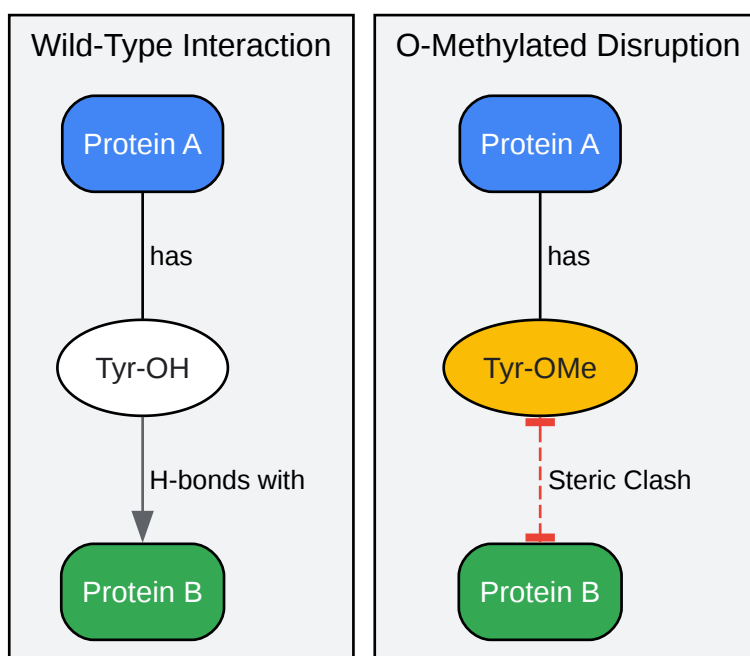 Wild-Type Interaction
Protein A
has
Tyr-OH
H-bonds with
Protein B
O-Methylated Disruption
Protein A
has
Tyr-OMe
Steric Clash
Protein B